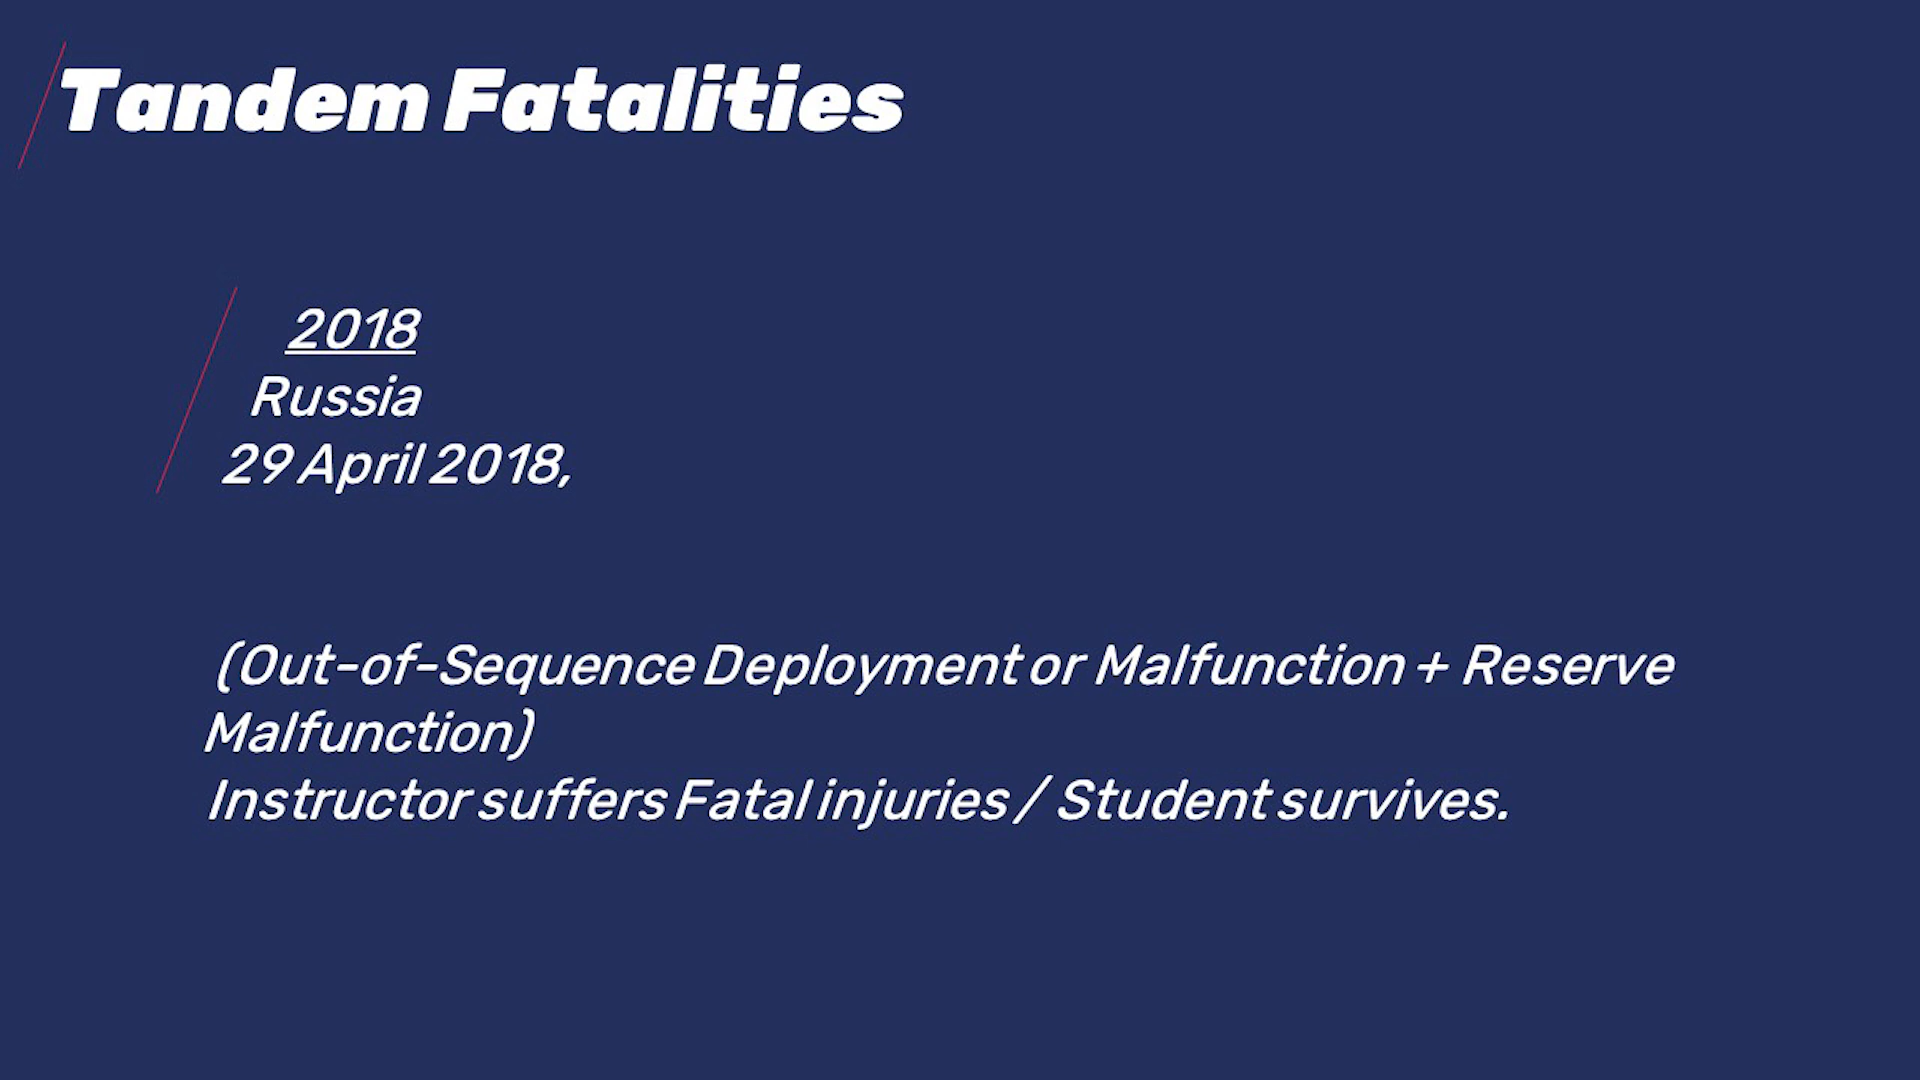 Tandem Fatalities
2018
Russia
29 April 2018,
(Out-of-Sequence Deployment or Malfunction + Reserve
Malfunction)
Instructor suffers Fatal injuries / Student survives.